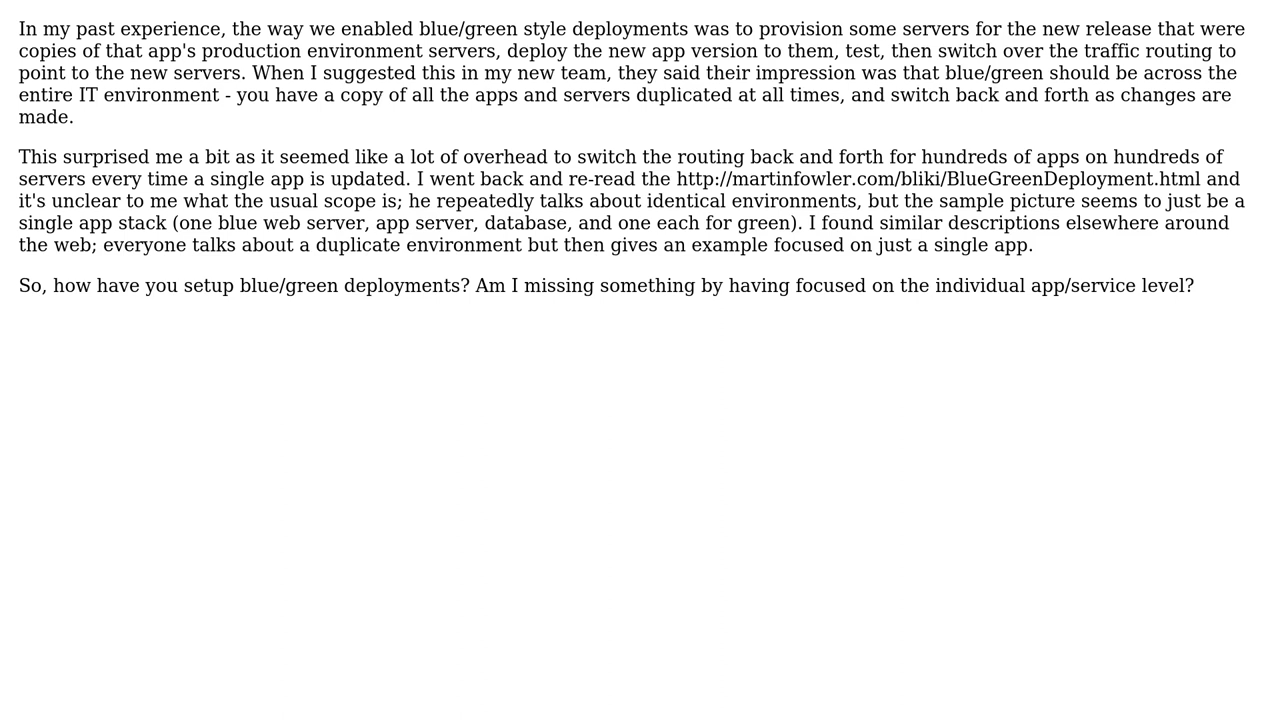 In my past experience, the way we enabled blue/green style deployments was to provision some servers for the new release that were
copies of that app's production environment servers, deploy the new app version to them, test, then switch over the traffic routing to
point to the new servers. When I suggested this in my new team, they said their impression was that blue/green should be across the
entire IT environment - you have a copy of all the apps and servers duplicated at all times, and switch back and forth as changes are
made.
This surprised me a bit as it seemed like a lot of overhead to switch the routing back and forth for hundreds of apps on hundreds of
servers every time a single app is updated. I went back and re-read the http://martinfowler.com/bliki/BlueGreenDeployment.html and
it's unclear to me what the usual scope is; he repeatedly talks about identical environments, but the sample picture seems to just be a
single app stack (one blue web server, app server, database, and one each for green). I found similar descriptions elsewhere around
the web; everyone talks about a duplicate environment but then gives an example focused on just a single app.
So, how have you setup blue/green deployments? Am I missing something by having focused on the individual app/service level?